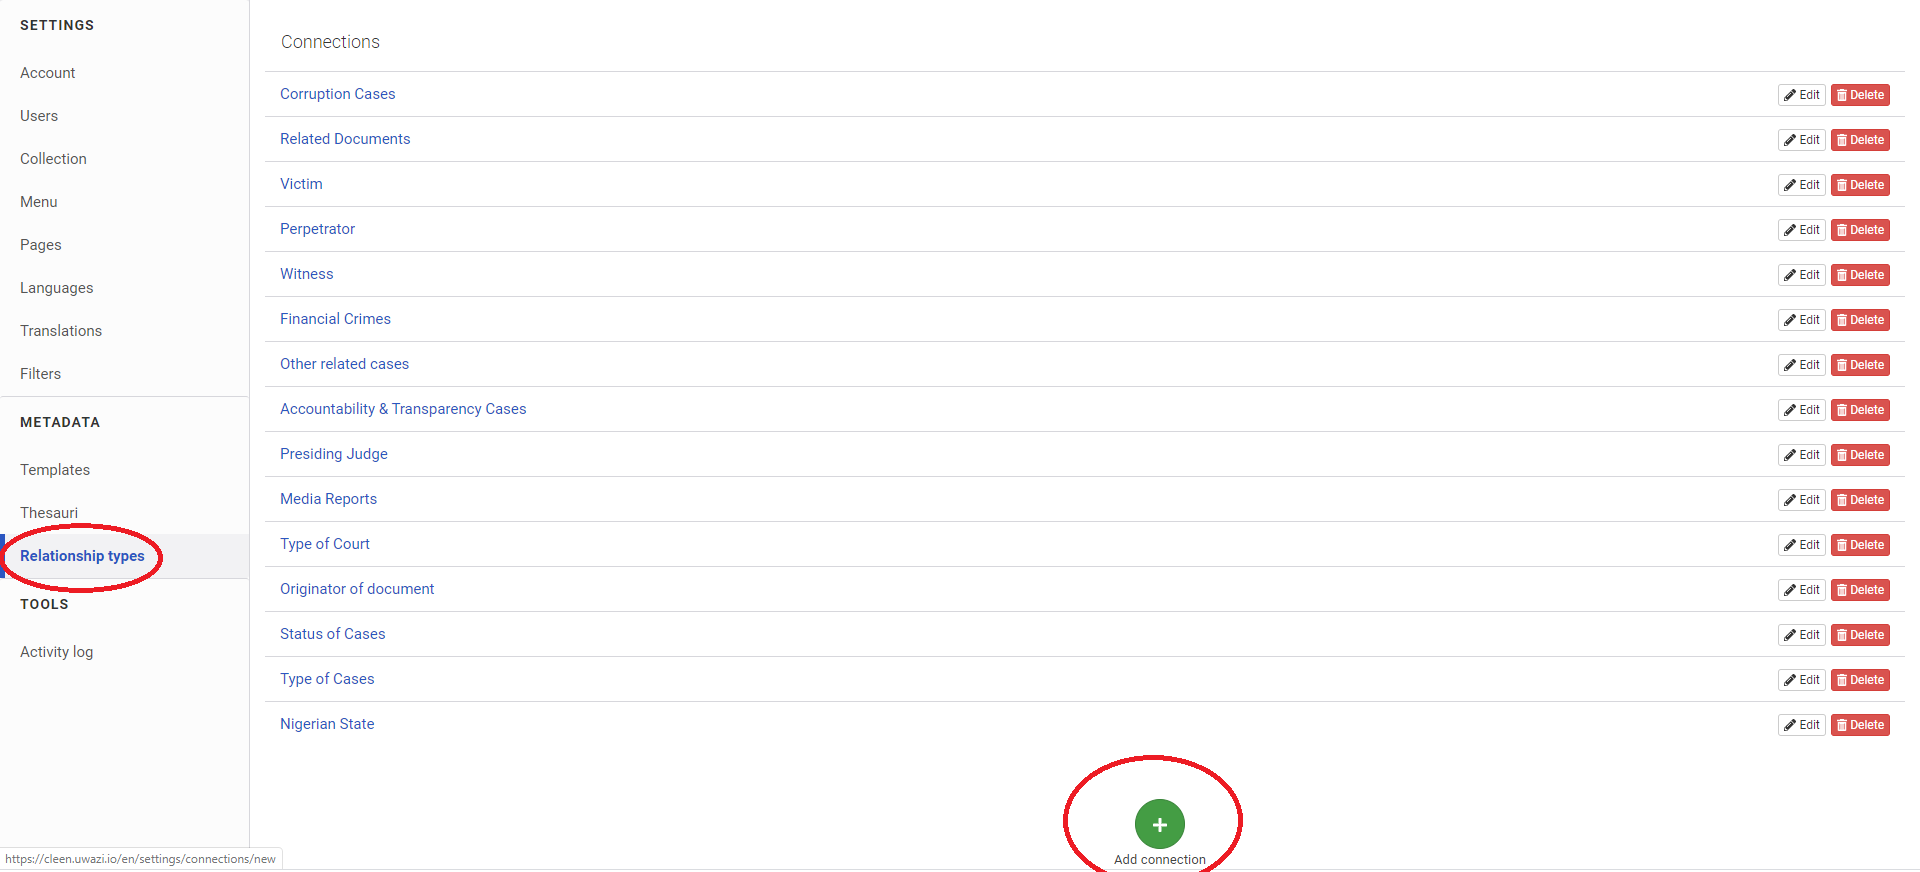 SETTINGS
Account
Users
Collection
Menu
Pages
Languages
Translations
Filters
METADATA
Templates
Thesauri
Relationship types
TOOLS
Activity log
Connections
Corruption Cases Edit Delete
Related Documents Edit Delete
Victim Edit Delete
Perpetrator Edit Delete
Witness Edit Delete
Financial Crimes Edit Delete
Other related cases Edit Delete
Accountability & Transparency Cases Edit Delete
Presiding Judge Edit Delete
Media Reports Edit Delete
Type of Court Edit Delete
Originator of document Edit Delete
Status of Cases Edit Delete
Type of Cases Edit Delete
Nigerian State Edit Delete
Add connection
https://cleen.uwazi.io/en/settings/connections/new